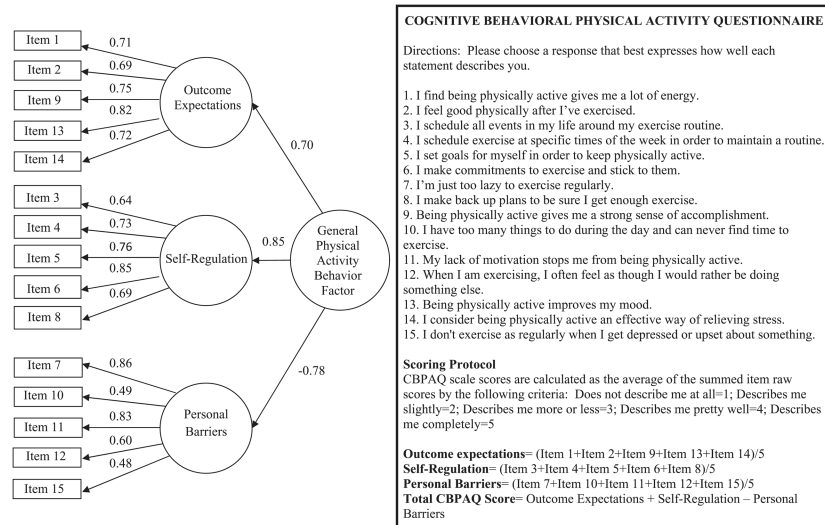 Item 1
0.71
Item 2
0.69
Item 9
0.75
Item 13
0.82
Item 14
0.72
Outcome
Expectations
0.70
Item 3
0.64
Item 4
0.73
Item 5
0.76
Item 6
0.85
Item 8
0.69
Self-Regulation
0.85
General
Physical
Activity
Behavior
Factor
-0.78
Item 7
0.86
Item 10
0.49
Item 11
0.83
Item 12
0.60
Item 15
0.48
Personal
Barriers
COGNITIVE BEHAVIORAL PHYSICAL ACTIVITY QUESTIONNAIRE
Directions: Please choose a response that best expresses how well each
statement describes you.
1. I find being physically active gives me a lot of energy.
2. I feel good physically after I've exercised.
3. I schedule all events in my life around my exercise routine.
4. I schedule exercise at specific times of the week in order to maintain a routine.
5. I set goals for myself in order to keep physically active.
6. I make commitments to exercise and stick to them.
7. I'm just too lazy to exercise regularly.
8. I make back up plans to be sure I get enough exercise.
9. Being physically active gives me a strong sense of accomplishment.
10. I have too many things to do during the day and can never find time to
exercise.
11. My lack of motivation stops me from being physically active.
12. When I am exercising, I often feel as though I would rather be doing
something else.
13. Being physically active improves my mood.
14. I consider being physically active an effective way of relieving stress.
15. I don't exercise as regularly when I get depressed or upset about something.
Scoring Protocol
CBPAQ scale scores are calculated as the average of the summed item raw
scores by the following criteria: Does not describe me at all=1; Describes me
slightly=2; Describes me more or less=3; Describes me pretty well=4; Describes
me completely=5
Outcome expectations= (Item 1+Item 2+Item 9+Item 13+Item 14)/5
Self-Regulation= (Item 3+Item 4+Item 5+Item 6+Item 8)/5
Personal Barriers= (Item 7+Item 10+Item 11+Item 12+Item 15)/5
Total CBPAQ Score= Outcome Expectations + Self-Regulation – Personal
Barriers